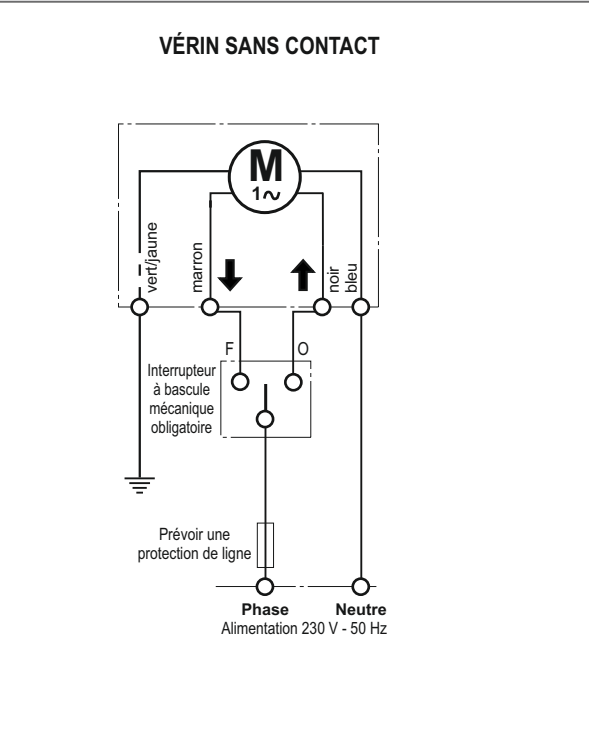 VÉRIN SANS CONTACT
M
1~
vert/jaune
marron
noir
bleu
F
O
Interrupteur
à bascule
mécanique
obligatoire
Prévoir une
protection de ligne
Phase
Neutre
Alimentation 230 V - 50 Hz